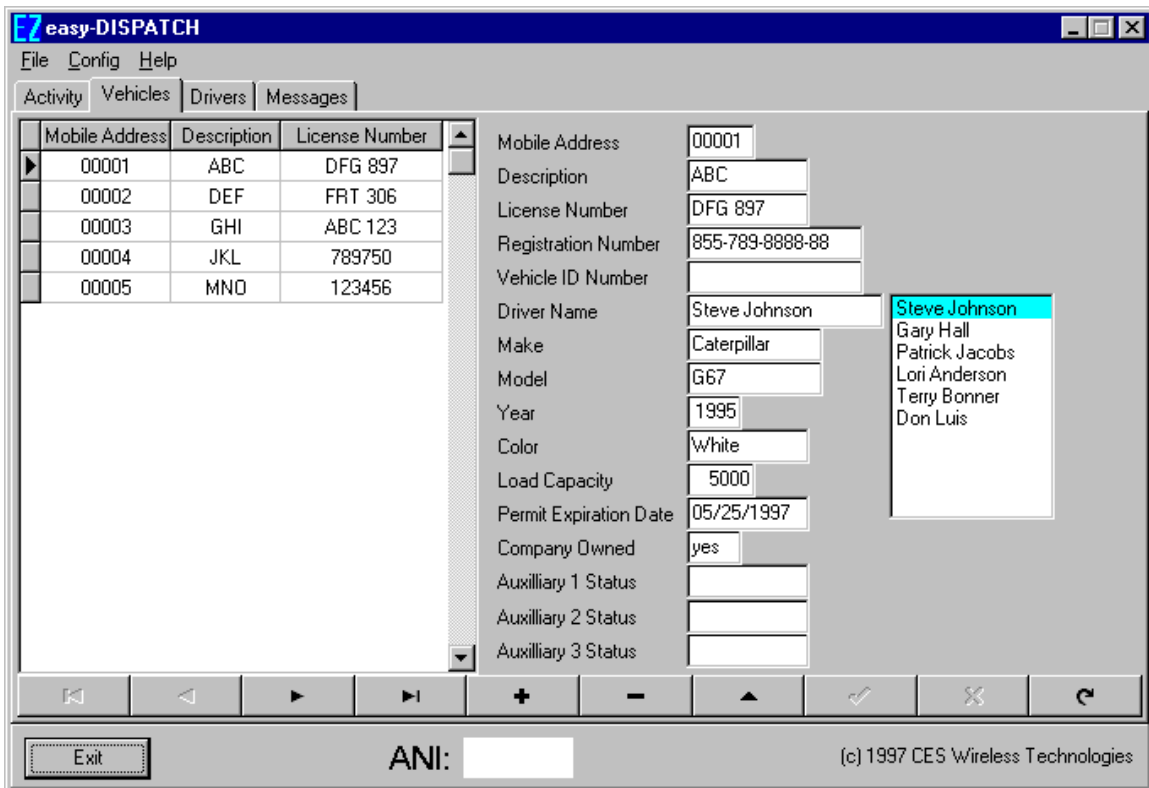 EZ easy-DISPATCH
File Config Help
Activity Vehicles Drivers Messages
Mobile Address Description License Number
00001 ABC DFG 897
00002 DEF FRT 306
00003 GHI ABC 123
00004 JKL 789750
00005 MNO 123456
Mobile Address 00001
Description ABC
License Number DFG 897
Registration Number 855-789-8888-88
Vehicle ID Number
Driver Name Steve Johnson
Make Caterpillar
Model G67
Year 1995
Color White
Load Capacity 5000
Permit Expiration Date 05/25/1997
Company Owned yes
Auxilliary 1 Status
Auxilliary 2 Status
Auxilliary 3 Status
Steve Johnson
Gary Hall
Patrick Jacobs
Lori Anderson
Terry Bonner
Don Luis
Exit ANI: (c) 1997 CES Wireless Technologies